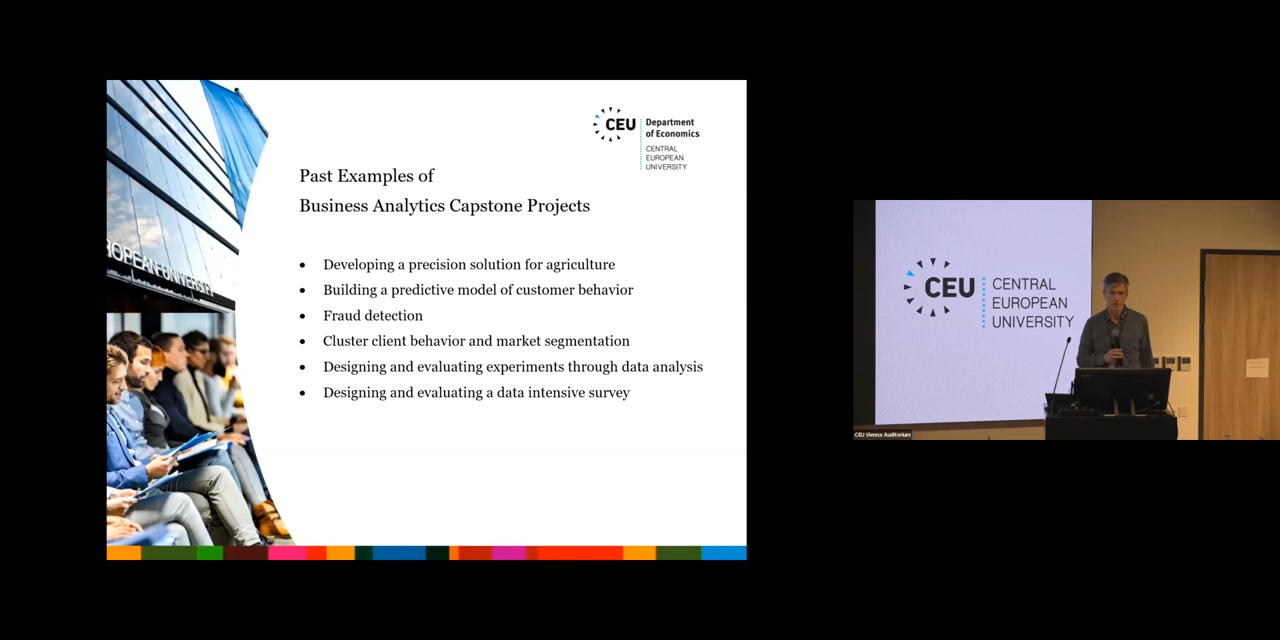 CEU
Department
of Economics
CENTRAL
EUROPEAN
UNIVERSITY
Past Examples of
Business Analytics Capstone Projects
• Developing a precision solution for agriculture
• Building a predictive model of customer behavior
• Fraud detection
• Cluster client behavior and market segmentation
• Designing and evaluating experiments through data analysis
• Designing and evaluating a data intensive survey
CEU
CENTRAL
EUROPEAN
UNIVERSITY
CEU Vienna Auditorium